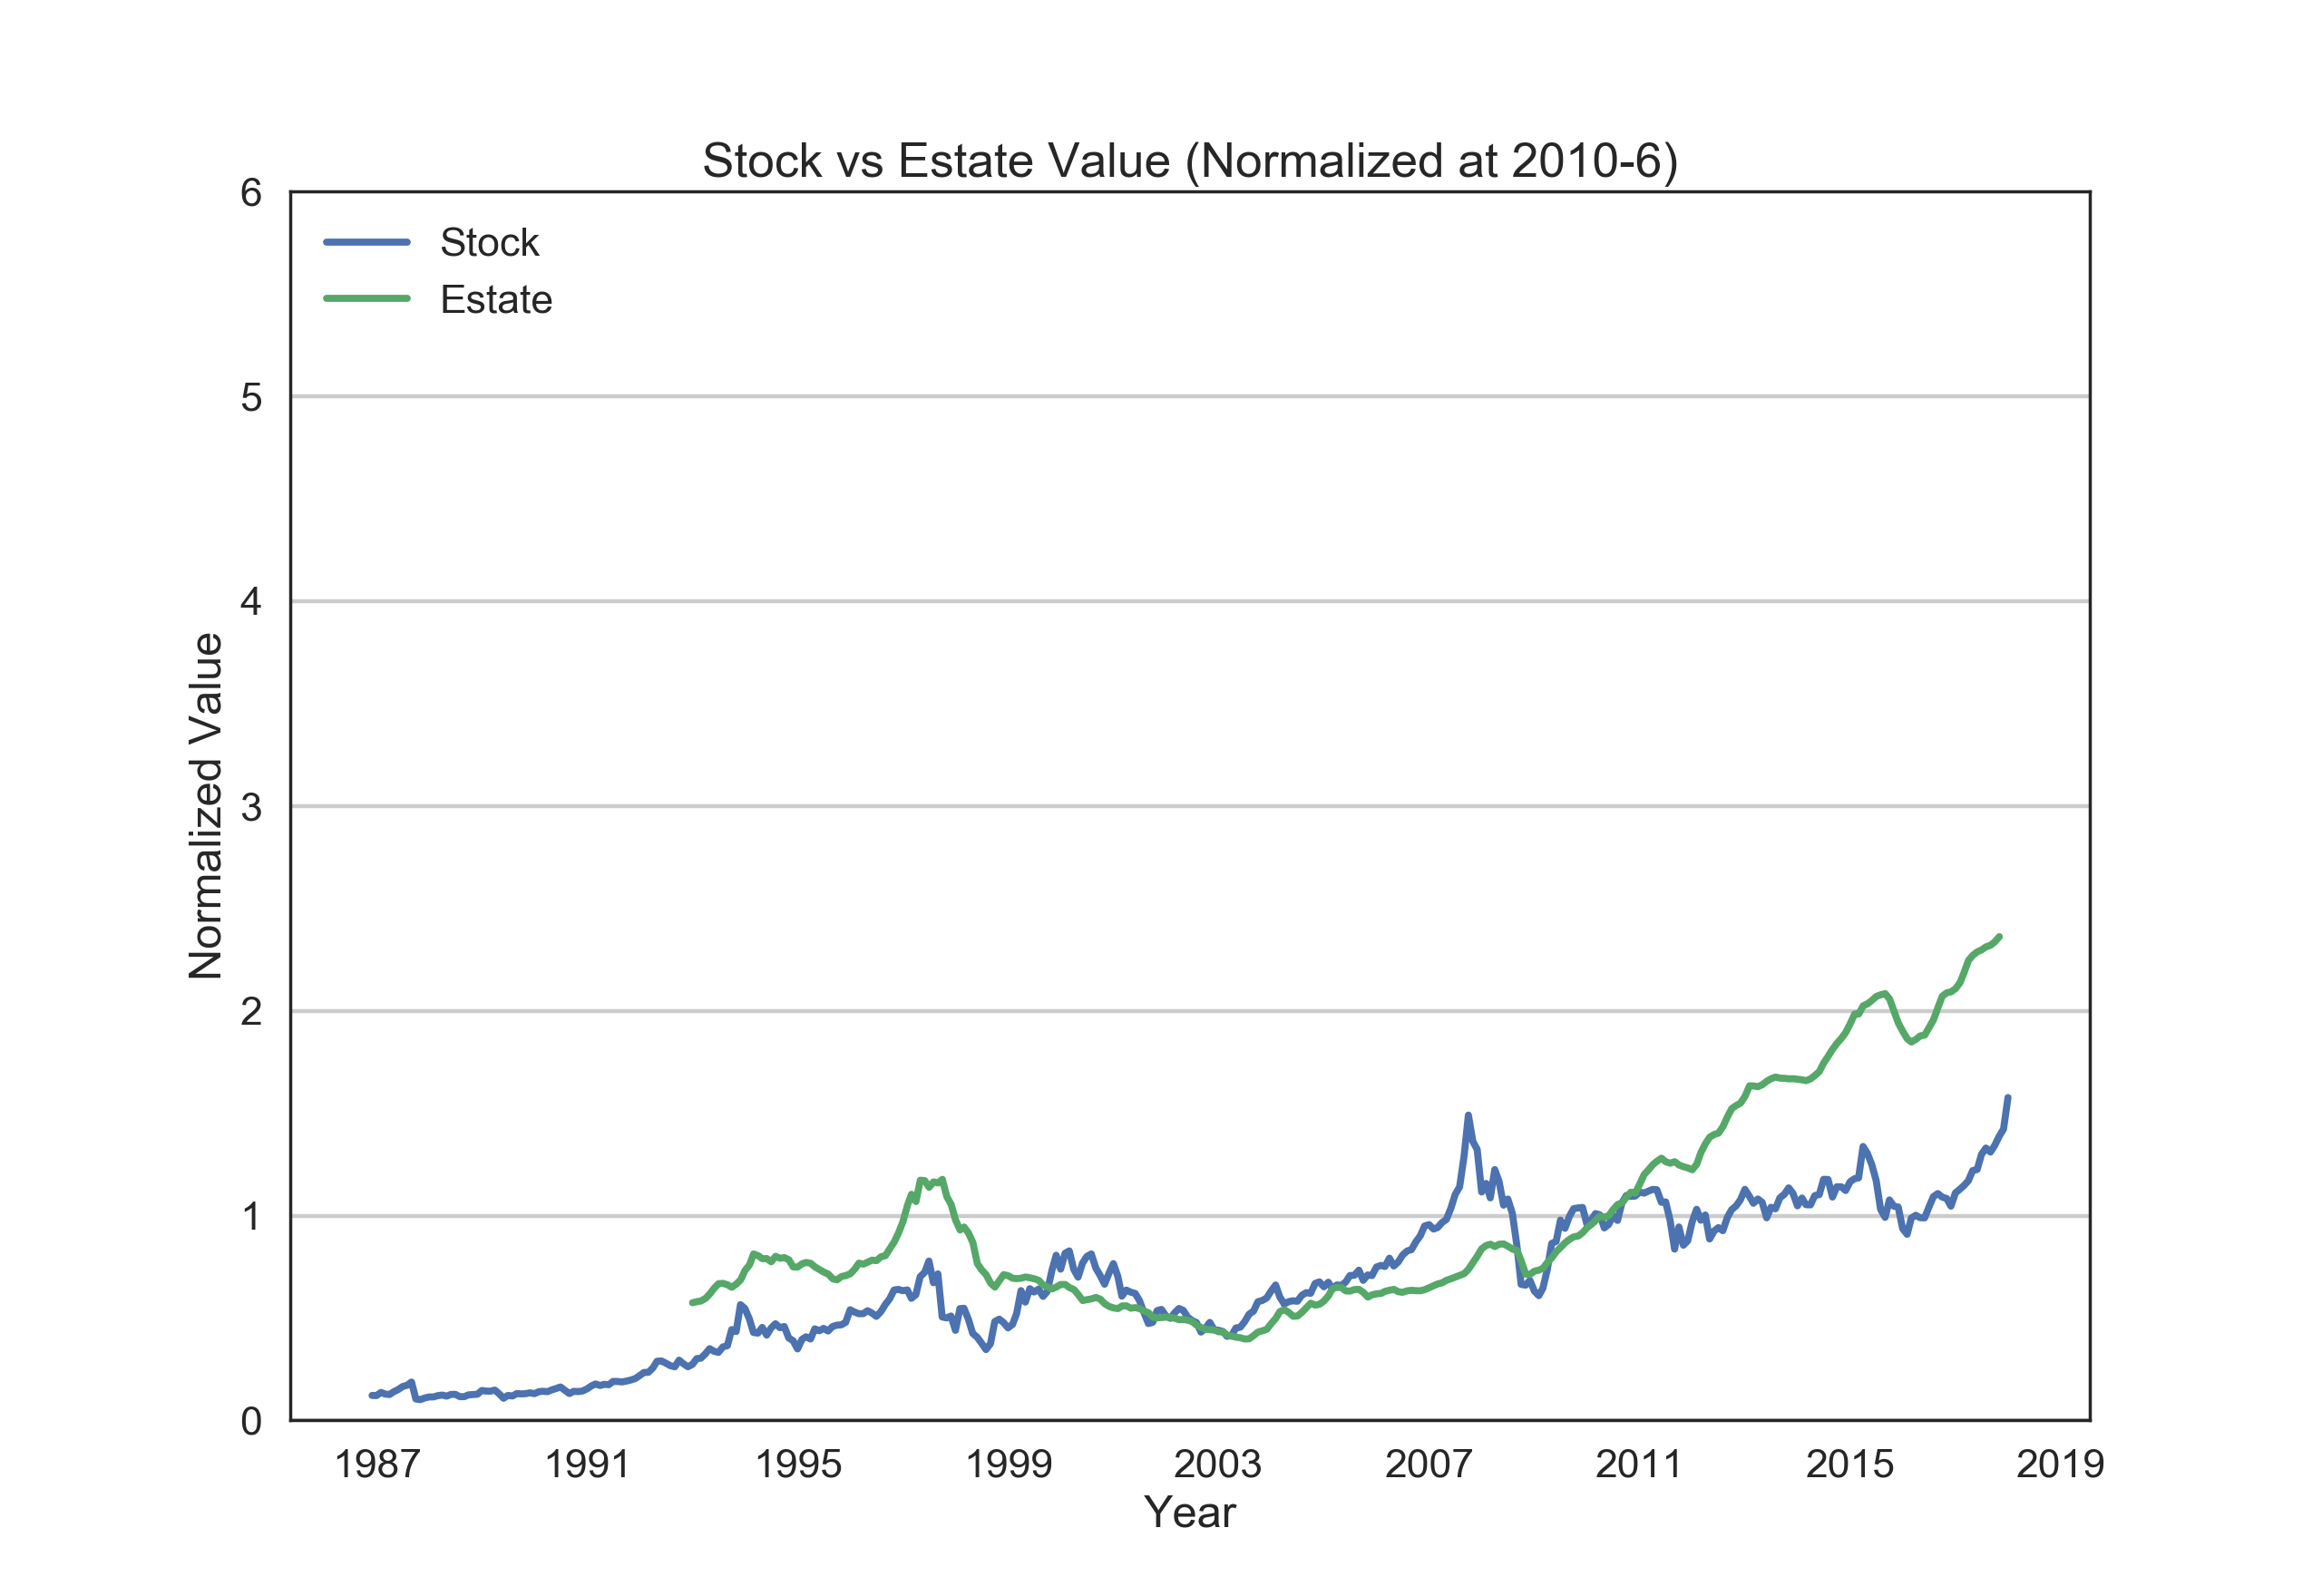 Stock vs Estate Value (Normalized at 2010-6)
6
Stock
Estate
5
4
3
2
1
0
Normalized Value
1987 1991 1995 1999 2003 2007 2011 2015 2019
Year